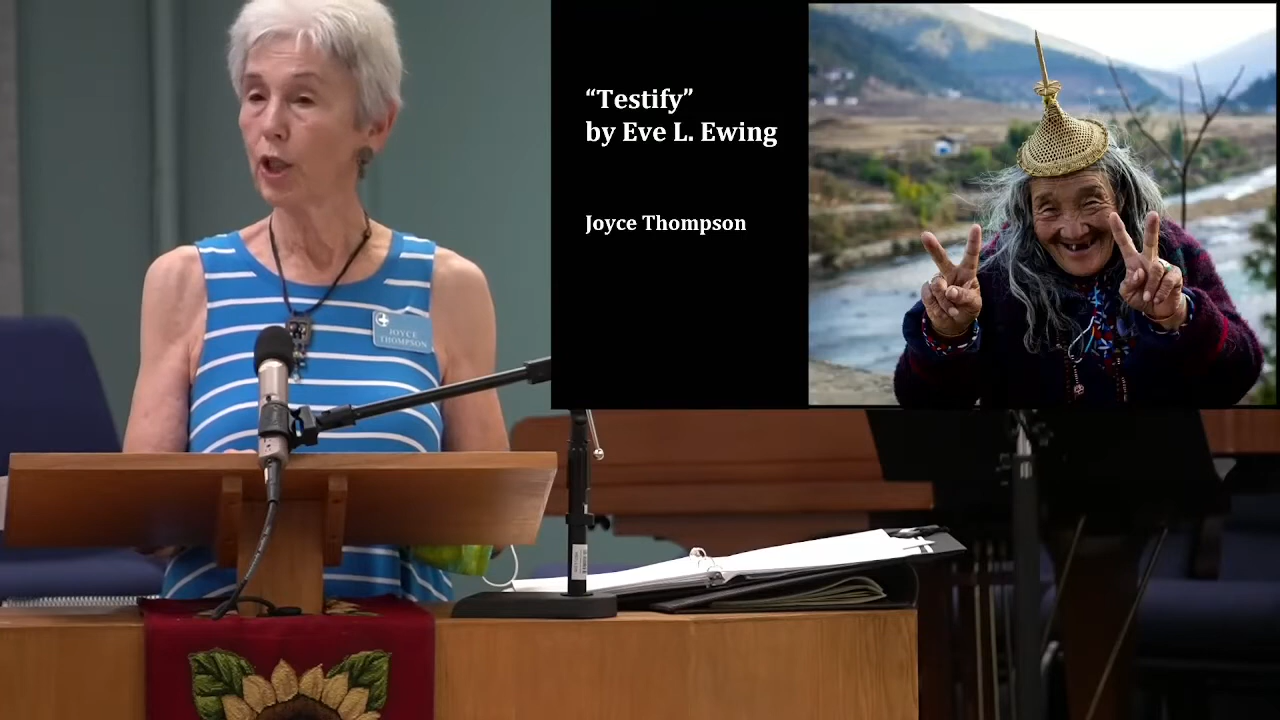 “Testify”
by Eve L. Ewing
Joyce Thompson
JOYCE
THOMPSON